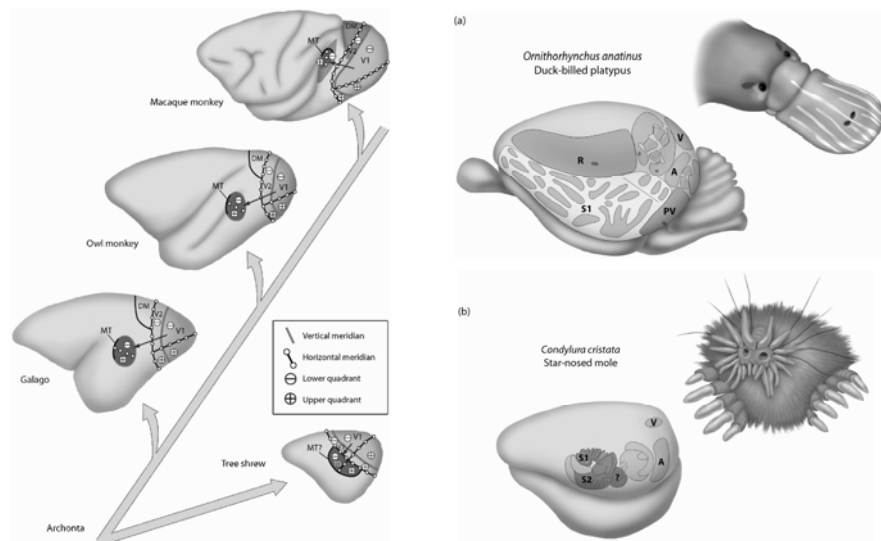 DM
MT
V2
V1
Macaque monkey
DM
MT
V2
V1
Owl monkey
DM
V2
MT
V1
Galago
Vertical meridian
Horizontal meridian
Lower quadrant
Upper quadrant
V1
MT?
Tree shrew
Archonta
(a)
Ornithorhynchus anatinus
Duck-billed platypus
V
R
A
S1
PV
(b)
Condylura cristata
Star-nosed mole
V
S1
A
S2
?